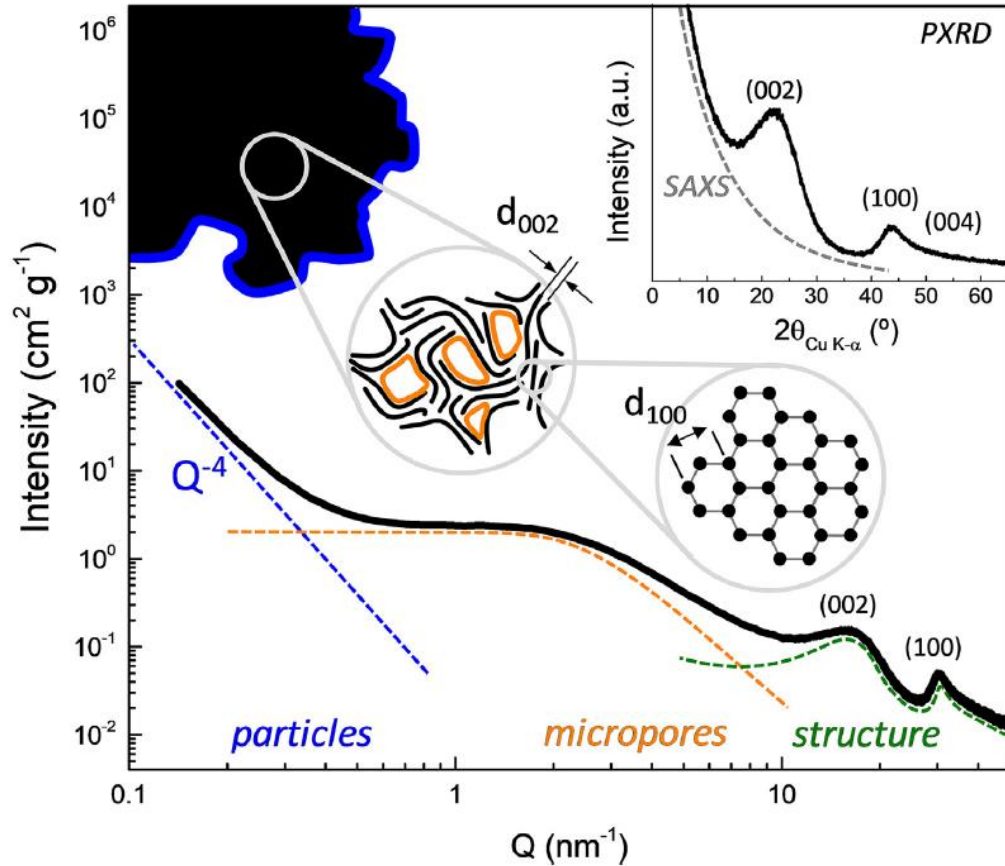 10⁶
10⁵
10⁴
10³
10²
10¹
10⁰
10⁻¹
10⁻²
Intensity (cm² g⁻¹)
0.1
1
10
Q (nm⁻¹)
Q⁻⁴
particles
micropores
structure
(002)
(100)
d₀₀₂
d₁₀₀
PXRD
(002)
(100)
(004)
SAXS
Intensity (a.u.)
0
10
20
30
40
50
60
2θ Cu K-α (º)